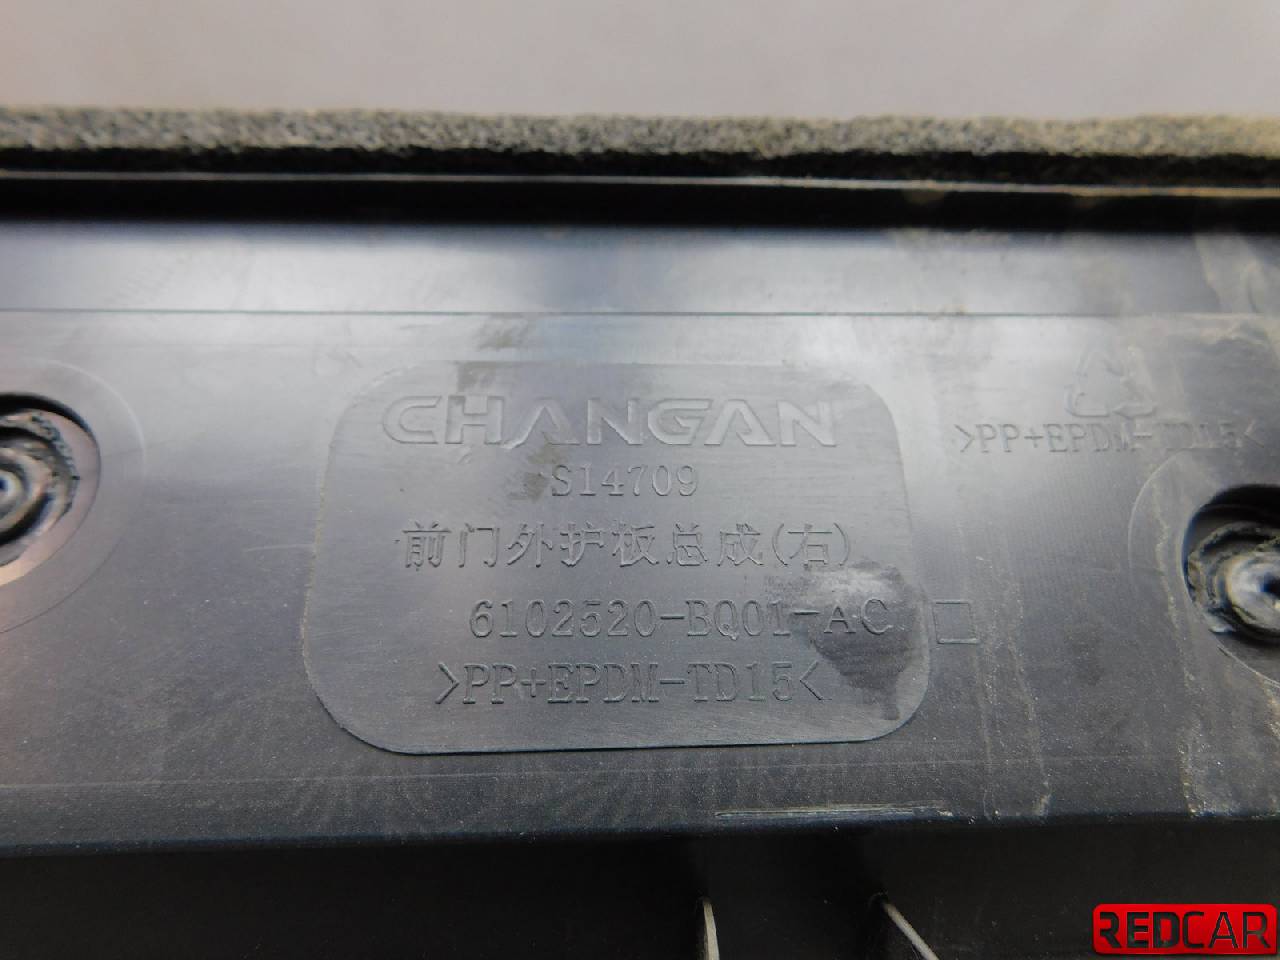 CHANGAN
S14709
前门外护板总成(右)
6102520-BQ01-AC
>PP+EPDM-TD15<
>PP+EPDM-TD15<
REDCAR